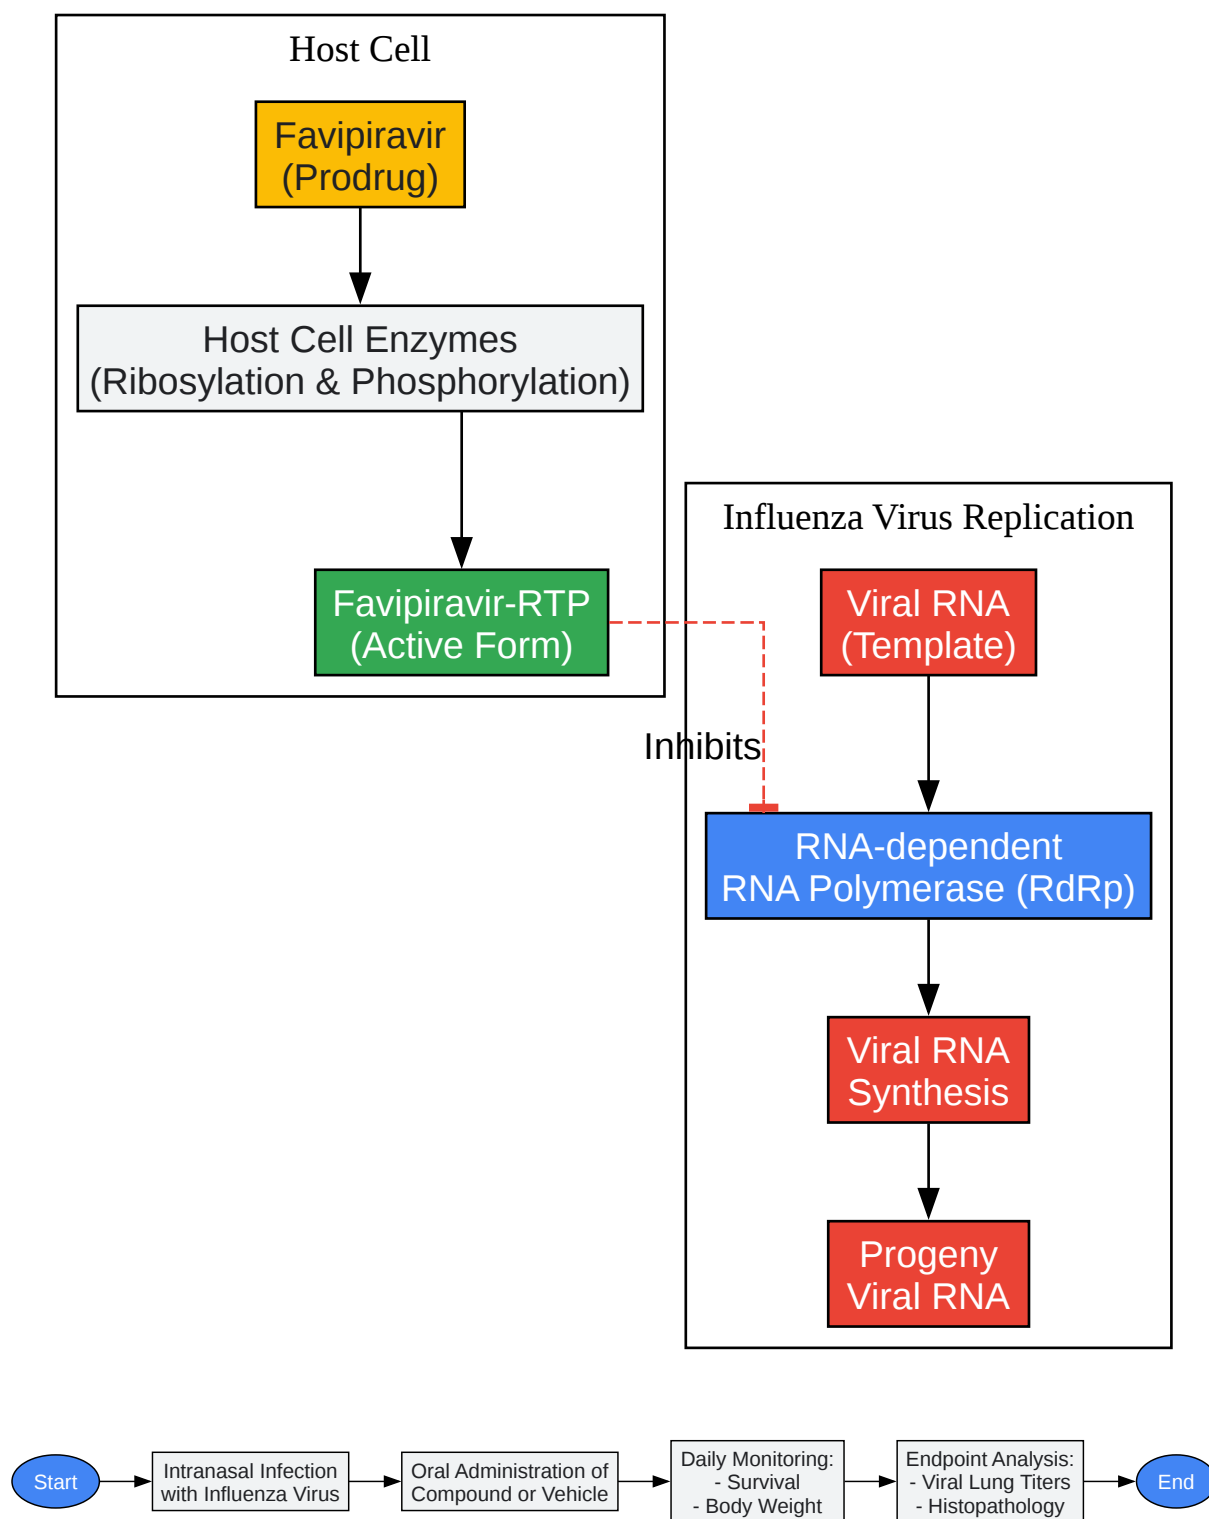 Host Cell
Favipiravir
(Prodrug)
Host Cell Enzymes
(Ribosylation & Phosphorylation)
Favipiravir-RTP
(Active Form)
Influenza Virus Replication
Viral RNA
(Template)
Inhibits
RNA-dependent
RNA Polymerase (RdRp)
Viral RNA
Synthesis
Progeny
Viral RNA
Start
Intranasal Infection
with Influenza Virus
Oral Administration of
Compound or Vehicle
Daily Monitoring:
- Survival
- Body Weight
Endpoint Analysis:
- Viral Lung Titers
- Histopathology
End